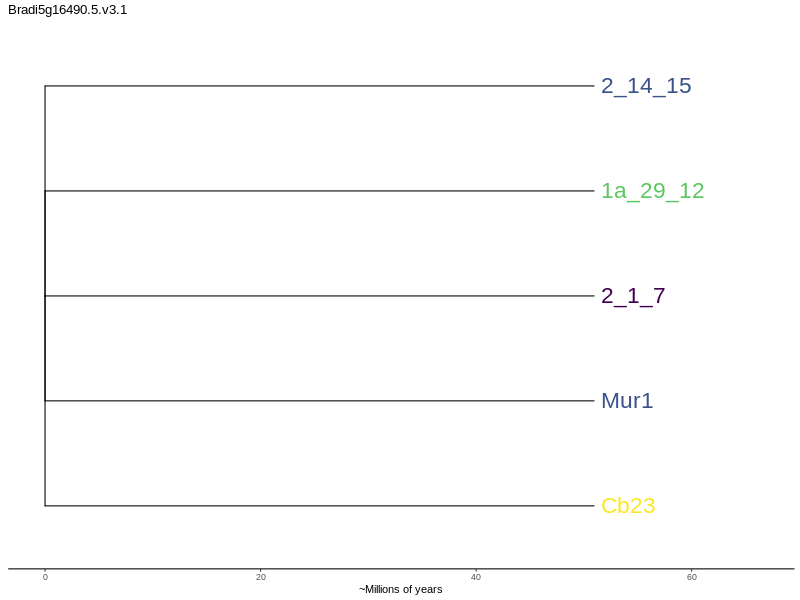 Bradi5g16490.5.v3.1
2_14_15
1a_29_12
2_1_7
Mur1
Cb23
0 20 40 60
~Millions of years